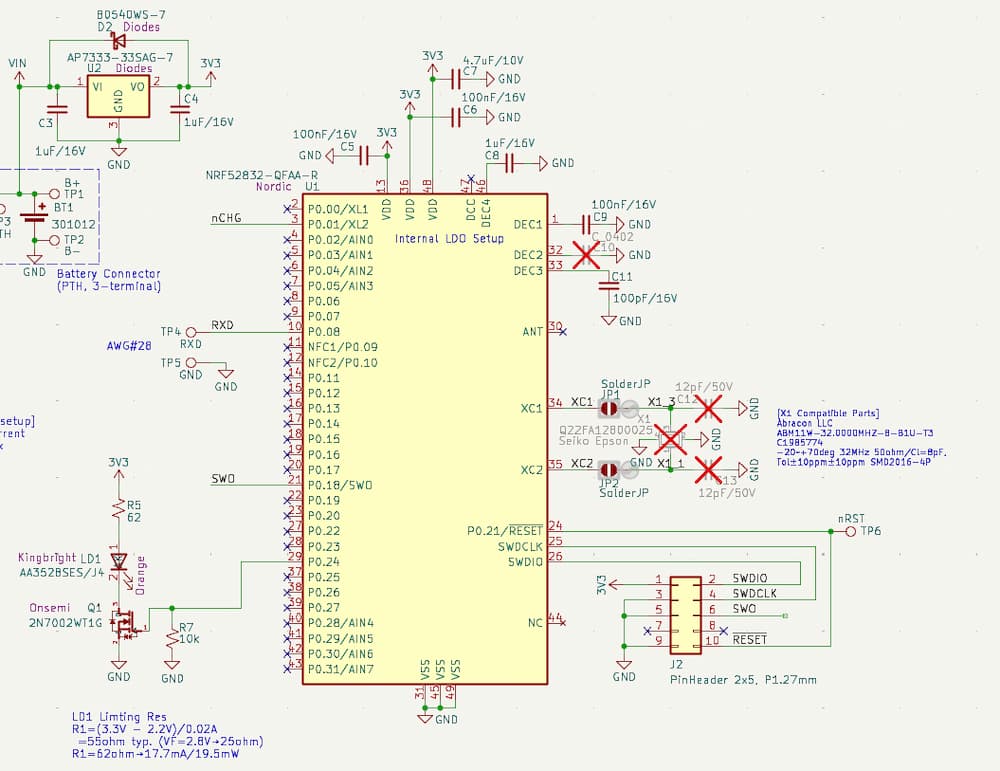 B0540WS-7
D2 Diodes
AP7333-33SAG-7
U2 Diodes
VIN
3V3
1
VI
VO
2
GND
3
C3
1uF/16V
C4
1uF/16V
GND
B+
TP1
BT1
301012
TP2
B-
GND
P3
TH
Battery Connector
(PTH, 3-terminal)
3V3
4.7uF/10V
C7
GND
3V3
100nF/16V
C6
GND
100nF/16V
3V3
GND
C5
1uF/16V
C8
GND
NRF52832-QFAA-R
Nordic
U1
13
36
48
47
46
VDD
VDD
VDD
DCC
DEC4
Internal LDO Setup
2 P0.00/XL1
nCHG
3 P0.01/XL2
4 P0.02/AIN0
5 P0.03/AIN1
6 P0.04/AIN2
7 P0.05/AIN3
8 P0.06
9 P0.07
TP4
RXD
RXD
10 P0.08
AWG#28
TP5
GND
GND
11 NFC1/P0.09
12 NFC2/P0.10
14 P0.11
15 P0.12
16 P0.13
17 P0.14
18 P0.15
19 P0.16
20 P0.17
SWO
21 P0.18/SWO
22 P0.19
23 P0.20
27 P0.22
28 P0.23
29 P0.24
37 P0.25
38 P0.26
39 P0.27
40 P0.28/AIN4
41 P0.29/AIN5
42 P0.30/AIN6
43 P0.31/AIN7
DEC1 1
100nF/16V
C9
GND
DEC2 32
C_0402
C10
GND
DEC3 33
C11
100pF/16V
GND
ANT 30
XC1 34
XC1
SolderJP
JP1
X1_3
12pF/50V
C12
GND
X1
Q22FA12800025
Seiko Epson
GND
GND
XC2 35
XC2
JP2
SolderJP
X1_1
C13
12pF/50V
GND
[X1 Compatible Parts]
Abracon LLC
ABM11W-32.0000MHZ-8-B1U-T3
C1985774
-20~+70deg 32MHz 50ohm/CL=8pF,
Tol±10ppm±10ppm SMD2016-4P
P0.21/RESET 24
SWDCLK 25
SWDIO 26
nRST
TP6
NC 44
3V3
1
2
SWDIO
3
4
SWDCLK
5
6
SWO
7
8
9
10
RESET
GND
J2
PinHeader 2x5, P1.27mm
VSS
VSS
VSS
31
45
49
GND
setup]
rrent
3V3
R5
62
Kingbright
LD1
AA3528SES/J4
Orange
1
2
Onsemi
Q1
2N7002WT1G
3
1
R7
10k
GND
GND
LD1 Limting Res
R1=(3.3V - 2.2V)/0.02A
=55ohm typ. (VF=2.8V→25ohm)
R1=62ohm→17.7mA/19.5mW